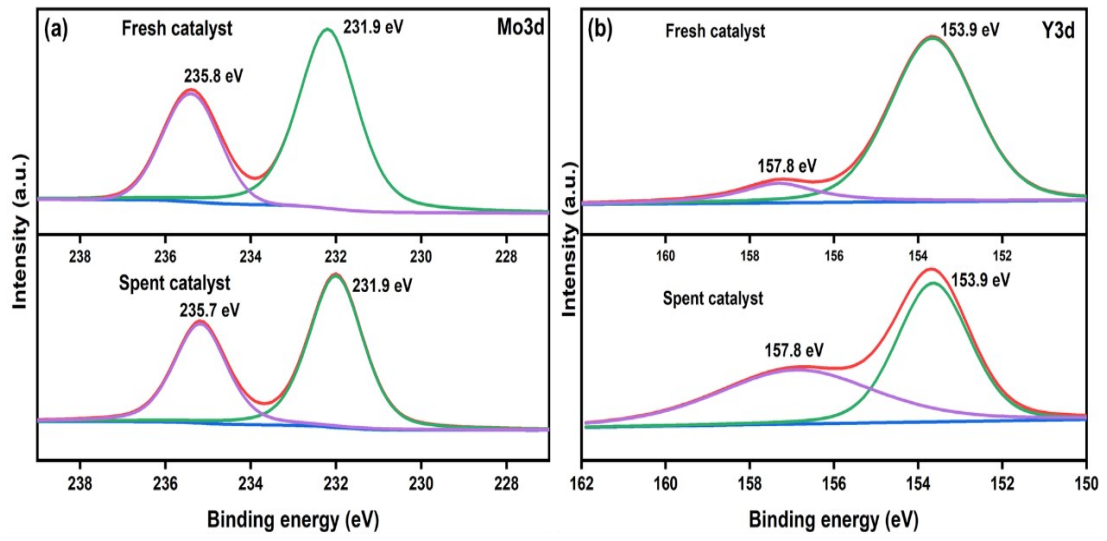 (a) Fresh catalyst 231.9 eV Mo3d
235.8 eV
238 236 234 232 230 228
Spent catalyst
235.7 eV 231.9 eV
238 236 234 232 230 228
Binding energy (eV)
Intensity (a.u.)
(b) Fresh catalyst 153.9 eV Y3d
157.8 eV
160 158 156 154 152
Spent catalyst 153.9 eV
157.8 eV
162 160 158 156 154 152 150
Binding energy (eV)
Intensity (a.u.)